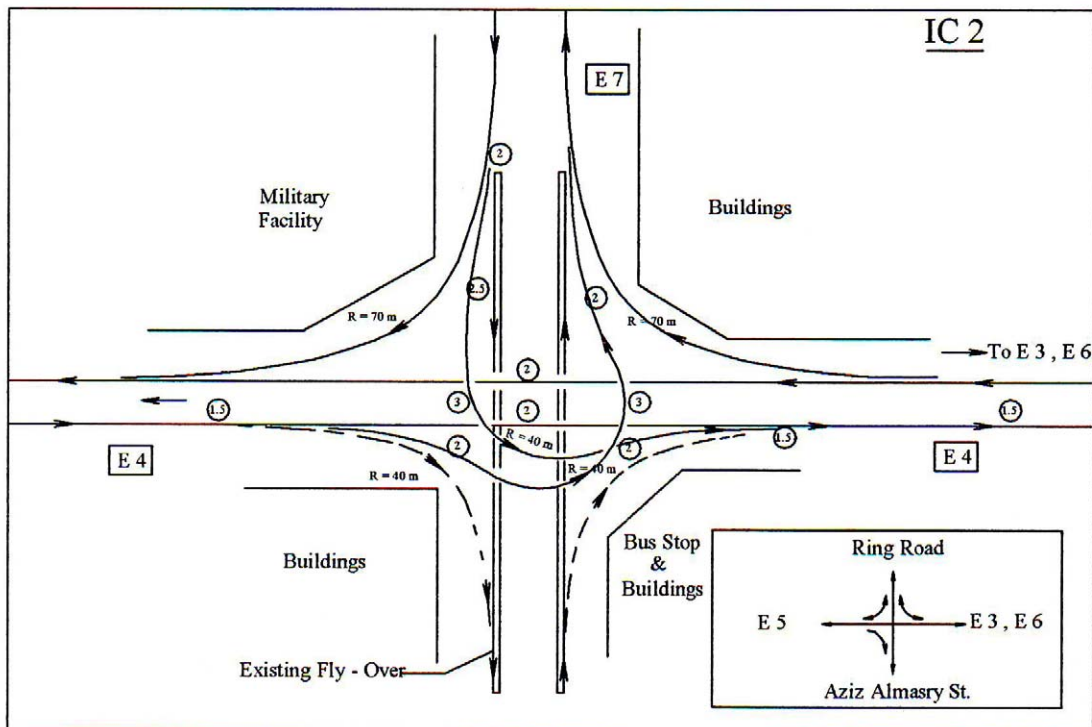 IC 2
E 7
2
Military
Facility
Buildings
2.5
2
R = 70 m
R = 70 m
To E 3 , E 6
2
3
2
3
1.5
1.5
R = 40 m
2
2
1.5
E 4
R = 40 m
R = 40 m
E 4
Buildings
Bus Stop
&
Buildings
Ring Road
E 5
E 3 , E 6
Aziz Almasry St.
Existing Fly - Over